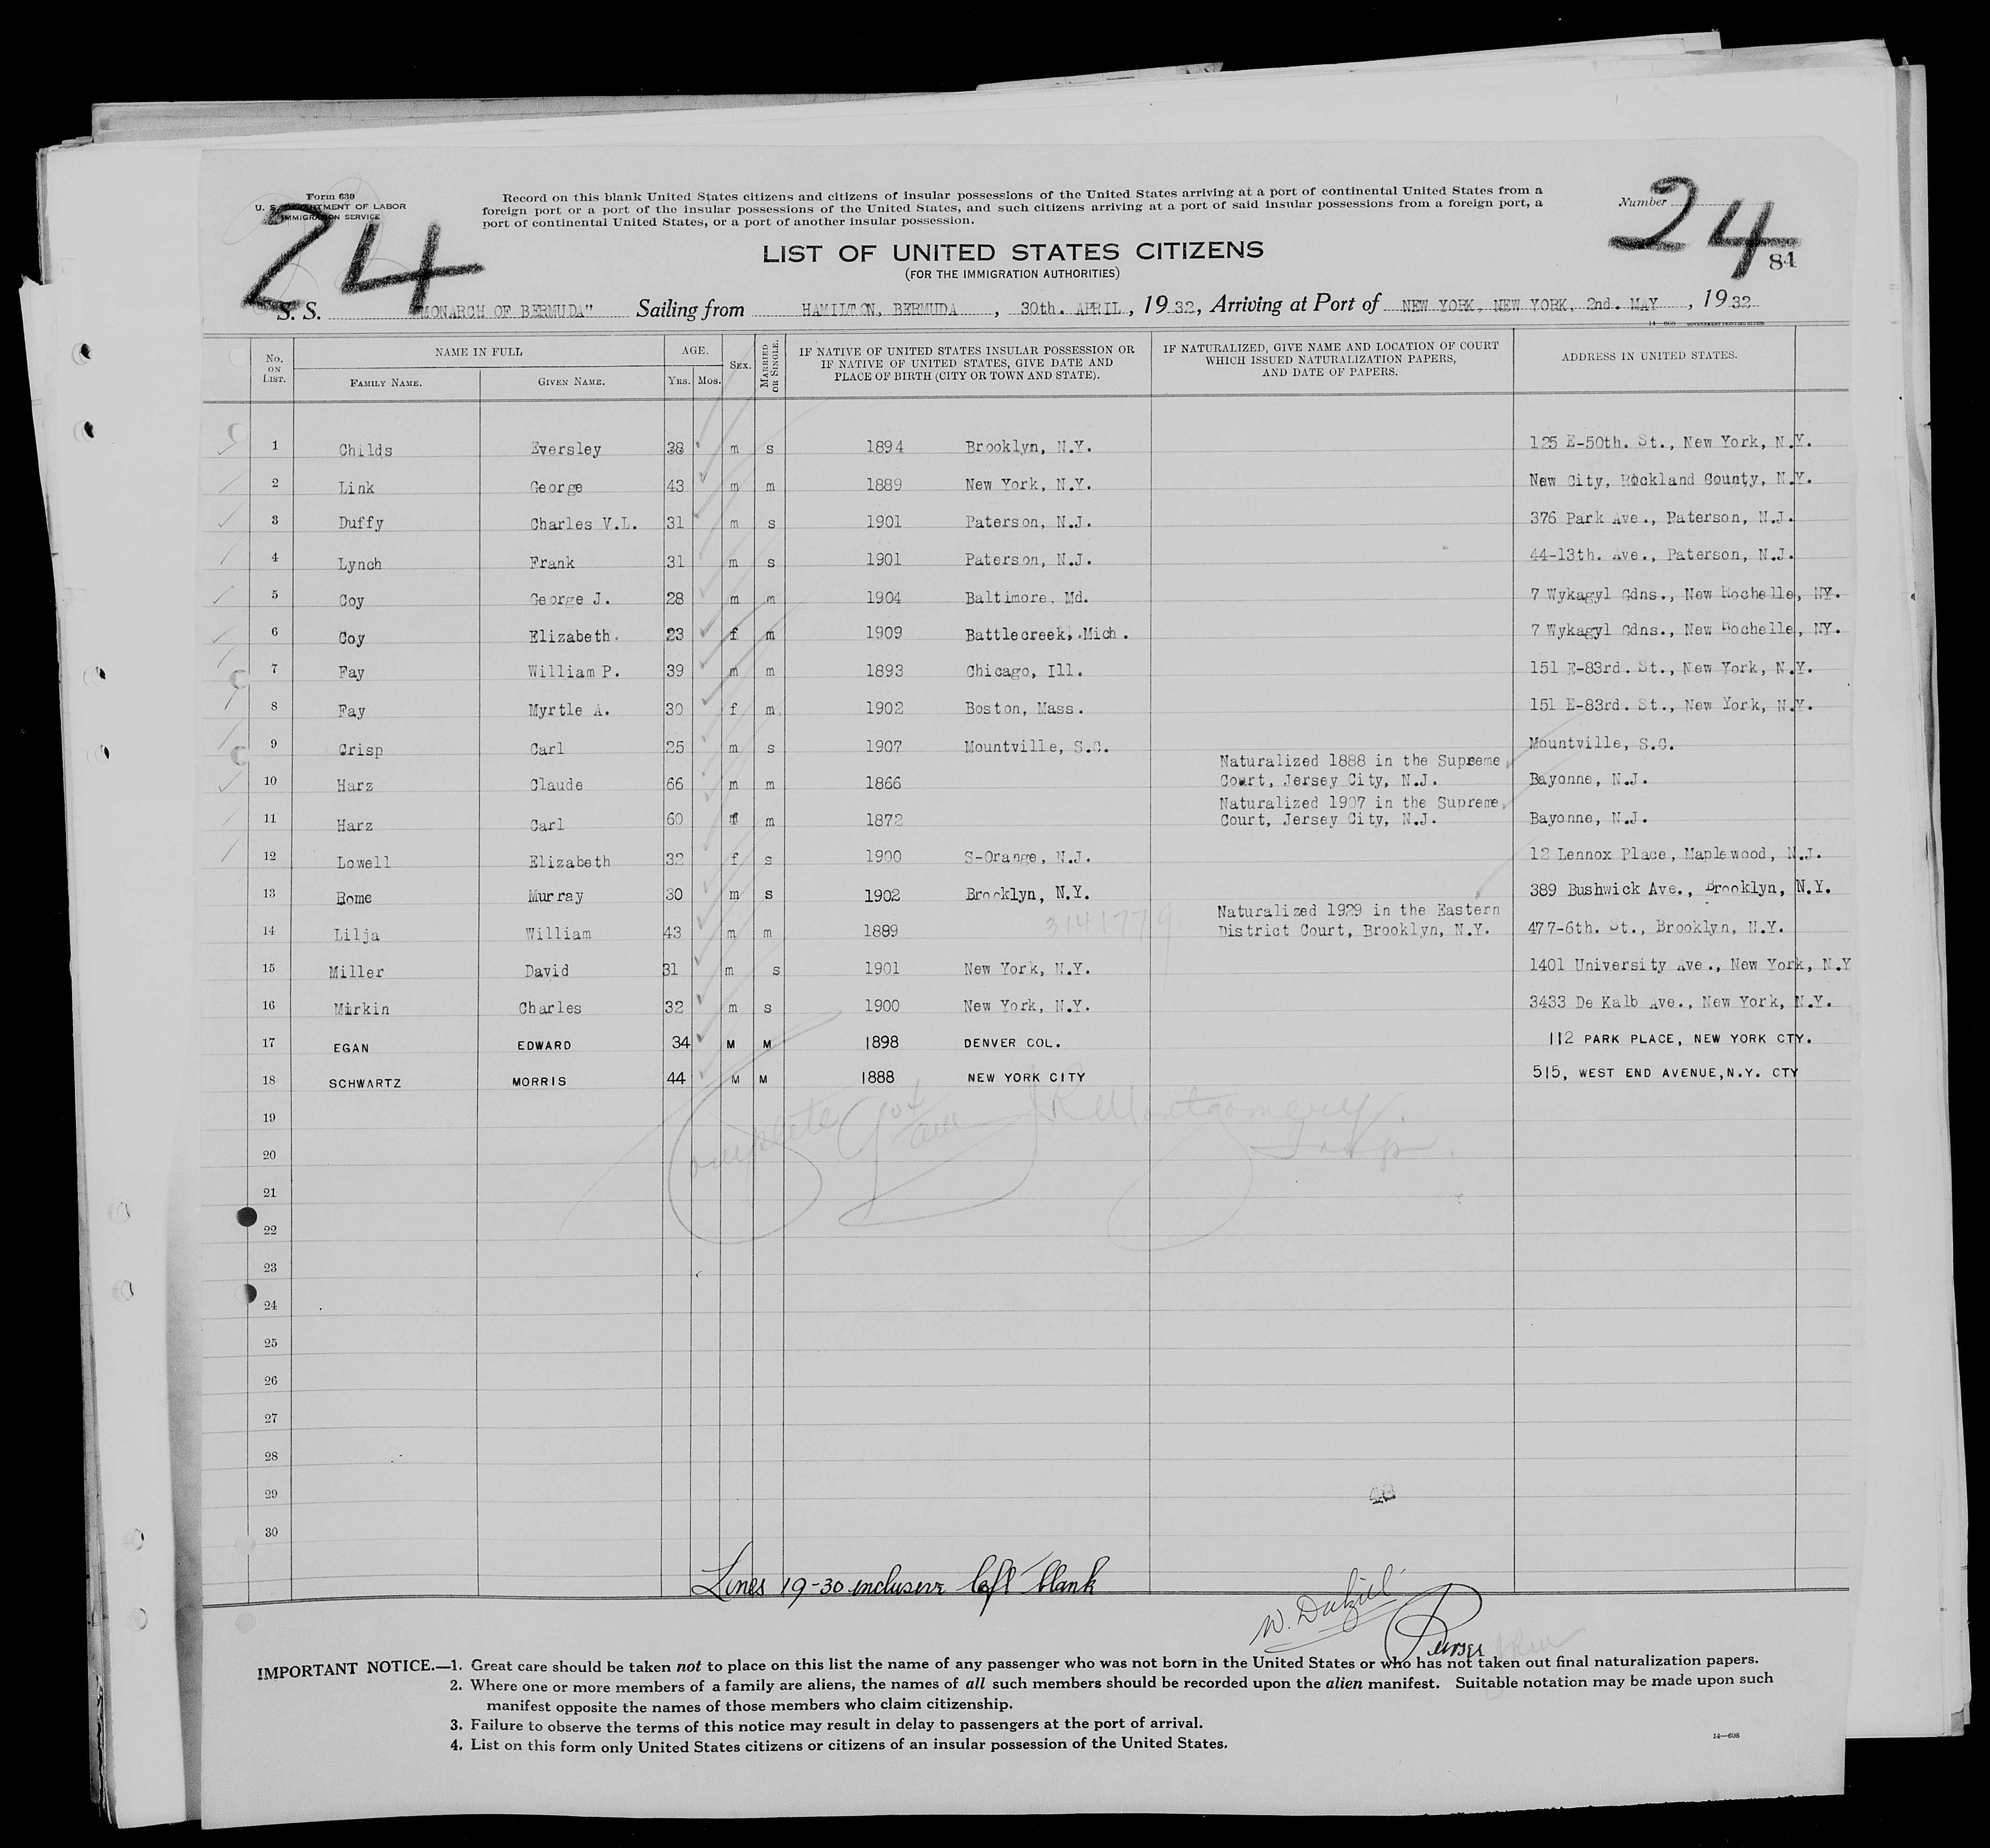 Form 630
U. S. DEPARTMENT OF LABOR
IMMIGRATION SERVICE
24
Record on this blank United States citizens and citizens of insular possessions of the United States arriving at a port of continental United States from a
foreign port or a port of the insular possessions of the United States, and such citizens arriving at a port of said insular possessions from a foreign port, a
port of continental United States, or a port of another insular possession.
Number 24
84
LIST OF UNITED STATES CITIZENS
(FOR THE IMMIGRATION AUTHORITIES)
S. S. "MONARCH OF BERMUDA" Sailing from HAMILTON, BERMUDA, 30th. APRIL, 1932, Arriving at Port of NEW YORK, NEW YORK, 2nd. MAY, 1932
14—608 GOVERNMENT PRINTING OFFICE
No. ON LIST. NAME IN FULL FAMILY NAME. GIVEN NAME. AGE. YRS. MOS. SEX. MARRIED OR SINGLE. IF NATIVE OF UNITED STATES INSULAR POSSESSION OR IF NATIVE OF UNITED STATES, GIVE DATE AND PLACE OF BIRTH (CITY OR TOWN AND STATE). IF NATURALIZED, GIVE NAME AND LOCATION OF COURT WHICH ISSUED NATURALIZATION PAPERS, AND DATE OF PAPERS. ADDRESS IN UNITED STATES.
1 Childs Eversley 38 m s 1894 Brooklyn, N.Y. 125 E-50th. St., New York, N.Y.
2 Link George 43 m m 1889 New York, N.Y. New City, Rockland County, N.Y.
3 Duffy Charles V.L. 31 m s 1901 Paterson, N.J. 376 Park Ave., Paterson, N.J.
4 Lynch Frank 31 m s 1901 Paterson, N.J. 44-13th. Ave., Paterson, N.J.
5 Coy George J. 28 m m 1904 Baltimore, Md. 7 Wykagyl Gdns., New Rochelle, NY.
6 Coy Elizabeth. 23 f m 1909 Battlecreek, Mich. 7 Wykagyl Gdns., New Rochelle, NY.
7 Fay William P. 39 m m 1893 Chicago, Ill. 151 E-83rd. St., New York, N.Y.
8 Fay Myrtle A. 30 f m 1902 Boston, Mass. 151 E-83rd. St., New York, N.Y.
9 Crisp Carl 25 m s 1907 Mountville, S.C. Mountville, S.C.
Naturalized 1888 in the Supreme
10 Harz Claude 66 m m 1866 Court, Jersey City, N.J. Bayonne, N.J.
Naturalized 1907 in the Supreme
11 Harz Carl 60 f m 1872 Court, Jersey City, N.J. Bayonne, N.J.
12 Lowell Elizabeth 32 f s 1900 S-Orange, N.J. 12 Lennox Place, Maplewood, N.J.
13 Rome Murray 30 m s 1902 Brooklyn, N.Y. 389 Bushwick Ave., Brooklyn, N.Y.
Naturalized 1929 in the Eastern
14 Lilja William 43 m m 1889 3141779 District Court, Brooklyn, N.Y. 477-6th. St., Brooklyn, N.Y.
15 Miller David 31 m s 1901 New York, N.Y. 1401 University Ave., New York, N.Y
16 Mirkin Charles 32 m s 1900 New York, N.Y. 3433 De Kalb Ave., New York, N.Y.
17 EGAN EDWARD 34 M M 1898 DENVER COL. 112 PARK PLACE, NEW YORK CTY.
18 SCHWARTZ MORRIS 44 M M 1888 NEW YORK CITY 515, WEST END AVENUE, N.Y. CTY
19 Complete JR Montgomery
20 Insp.
21
22
23
24
25
26
27
28
29
30
Lines 19-30 inclusive left blank
W. Dalziel
Purser
IMPORTANT NOTICE.—1. Great care should be taken not to place on this list the name of any passenger who was not born in the United States or who has not taken out final naturalization papers.
2. Where one or more members of a family are aliens, the names of all such members should be recorded upon the alien manifest. Suitable notation may be made upon such
manifest opposite the names of those members who claim citizenship.
3. Failure to observe the terms of this notice may result in delay to passengers at the port of arrival.
4. List on this form only United States citizens or citizens of an insular possession of the United States.
14—608